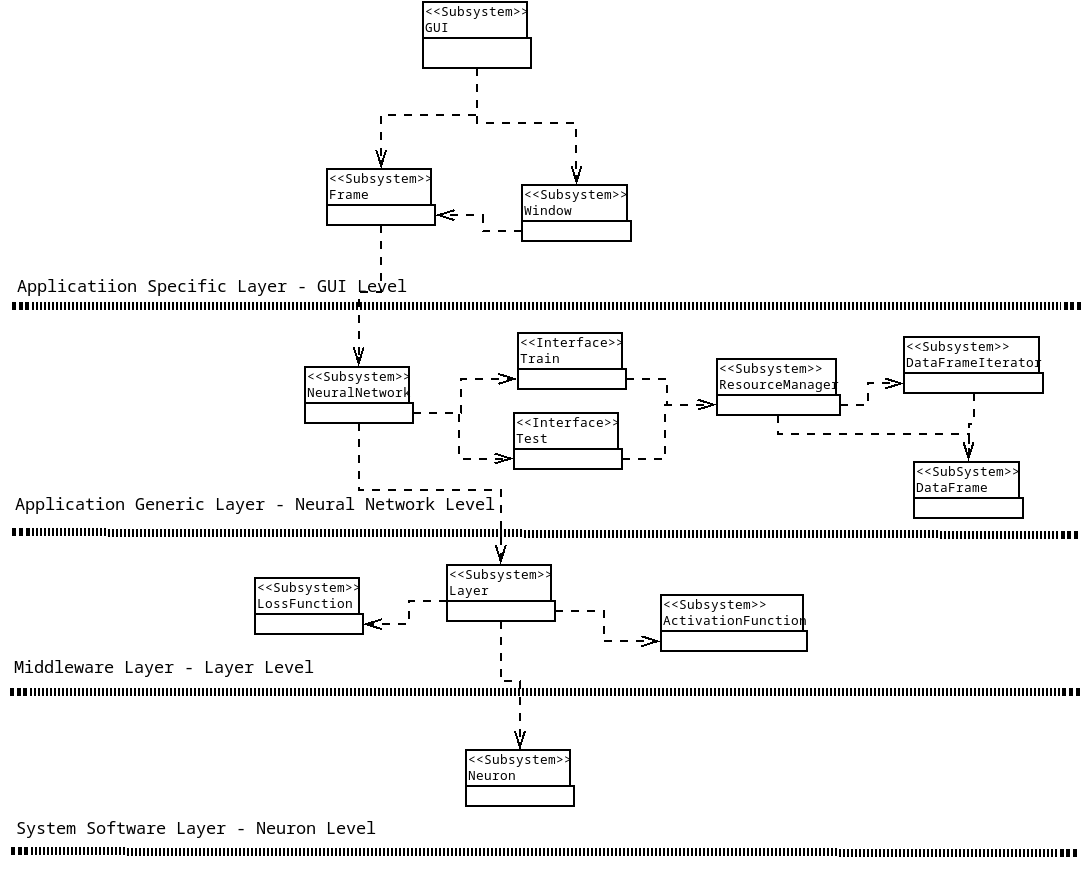 <<Subsystem>>
GUI
<<Subsystem>>
Frame
<<Subsystem>>
Window
Applicatiion Specific Layer - GUI Level
<<Interface>>
Train
<<Subsystem>>
DataFrameIterator
<<Subsystem>>
ResourceManager
<<Subsystem>>
NeuralNetwork
<<Interface>>
Test
<<SubSystem>>
DataFrame
Application Generic Layer - Neural Network Level
<<Subsystem>>
Layer
<<Subsystem>>
LossFunction
<<Subsystem>>
ActivationFunction
Middleware Layer - Layer Level
<<Subsystem>>
Neuron
System Software Layer - Neuron Level